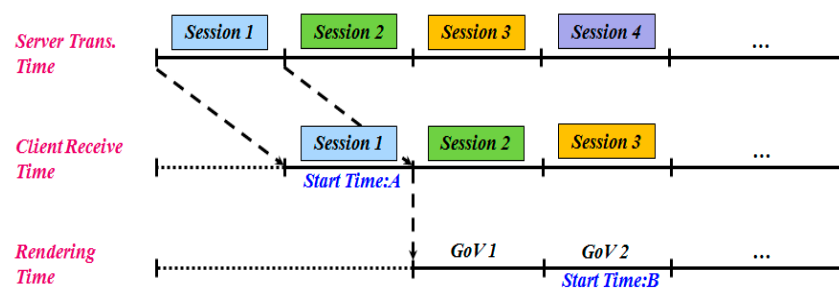 Server Trans. Time
Session 1 Session 2 Session 3 Session 4 ...
Client Receive Time
Session 1 Session 2 Session 3 ...
Start Time:A
Rendering Time
GoV 1 GoV 2 ...
Start Time:B